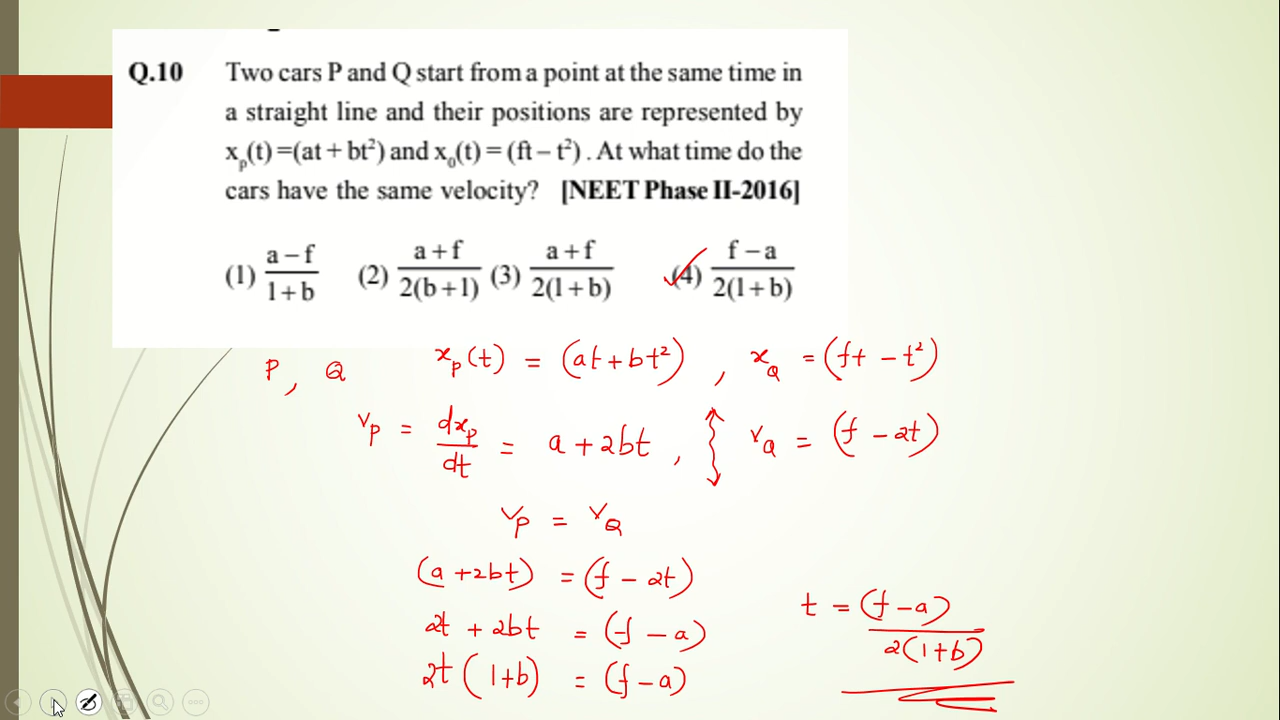 Q.10 Two cars P and Q start from a point at the same time in
a straight line and their positions are represented by
xₚ(t) =(at + bt²) and x₀(t) = (ft – t²) . At what time do the
cars have the same velocity? [NEET Phase II-2016]
(1) (a – f)/(1 + b) (2) (a + f)/(2(b + 1)) (3) (a + f)/(2(1 + b)) (4) (f – a)/(2(1 + b))
P , Q xₚ(t) = (at + bt²) , x_Q = (ft – t²)
vₚ = dxₚ/dt = a + 2bt , v_Q = (f – 2t)
vₚ = v_Q
(a + 2bt) = (f – 2t)
2t + 2bt = (f – a)
2t (1+b) = (f – a)
t = (f – a)/(2(1+b))